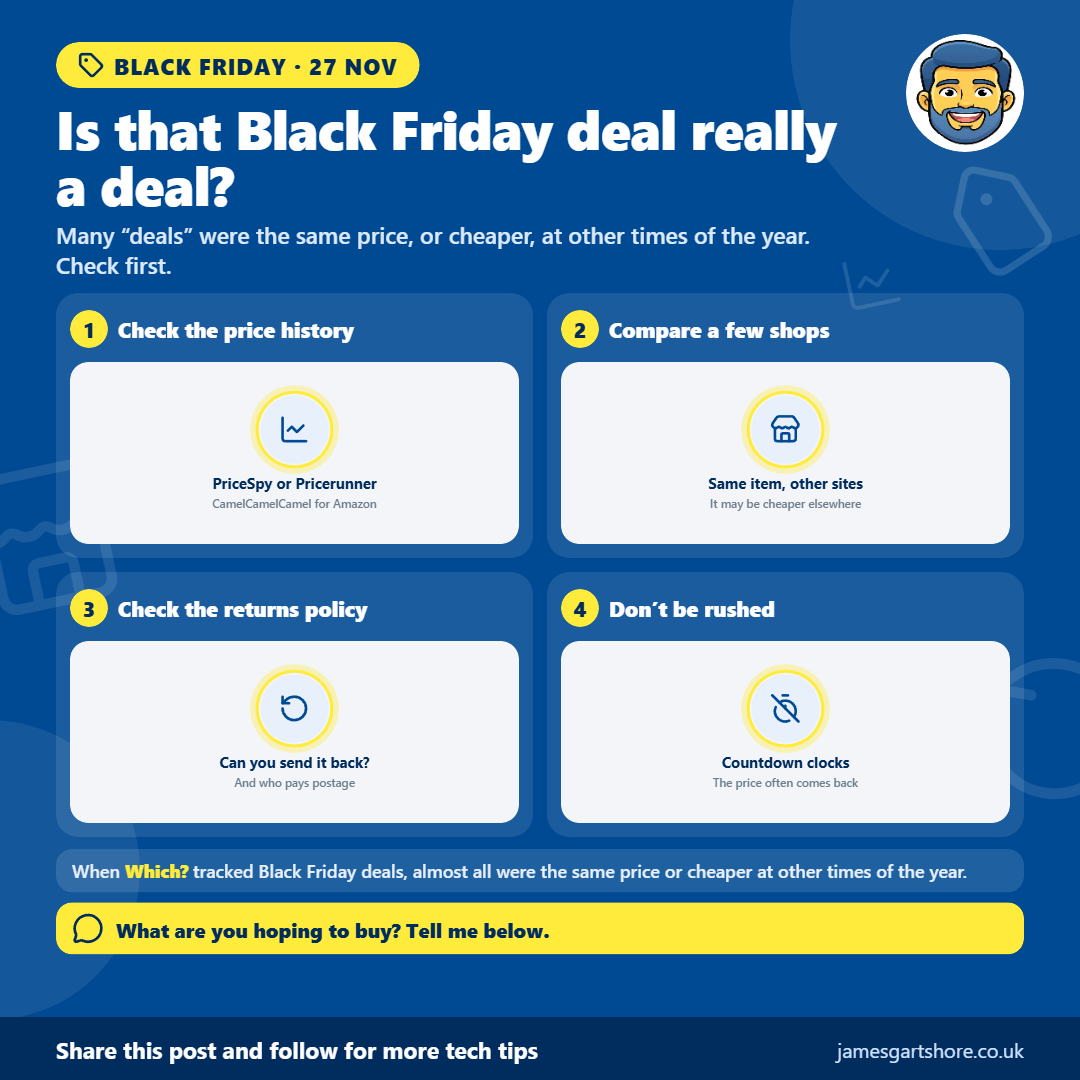 BLACK FRIDAY · 27 NOV
Is that Black Friday deal really
a deal?
Many “deals” were the same price, or cheaper, at other times of the year.
Check first.
1 Check the price history
PriceSpy or Pricerunner
CamelCamelCamel for Amazon
2 Compare a few shops
Same item, other sites
It may be cheaper elsewhere
3 Check the returns policy
Can you send it back?
And who pays postage
4 Don't be rushed
Countdown clocks
The price often comes back
When Which? tracked Black Friday deals, almost all were the same price or cheaper at other times of the year.
What are you hoping to buy? Tell me below.
Share this post and follow for more tech tips
jamesgartshore.co.uk